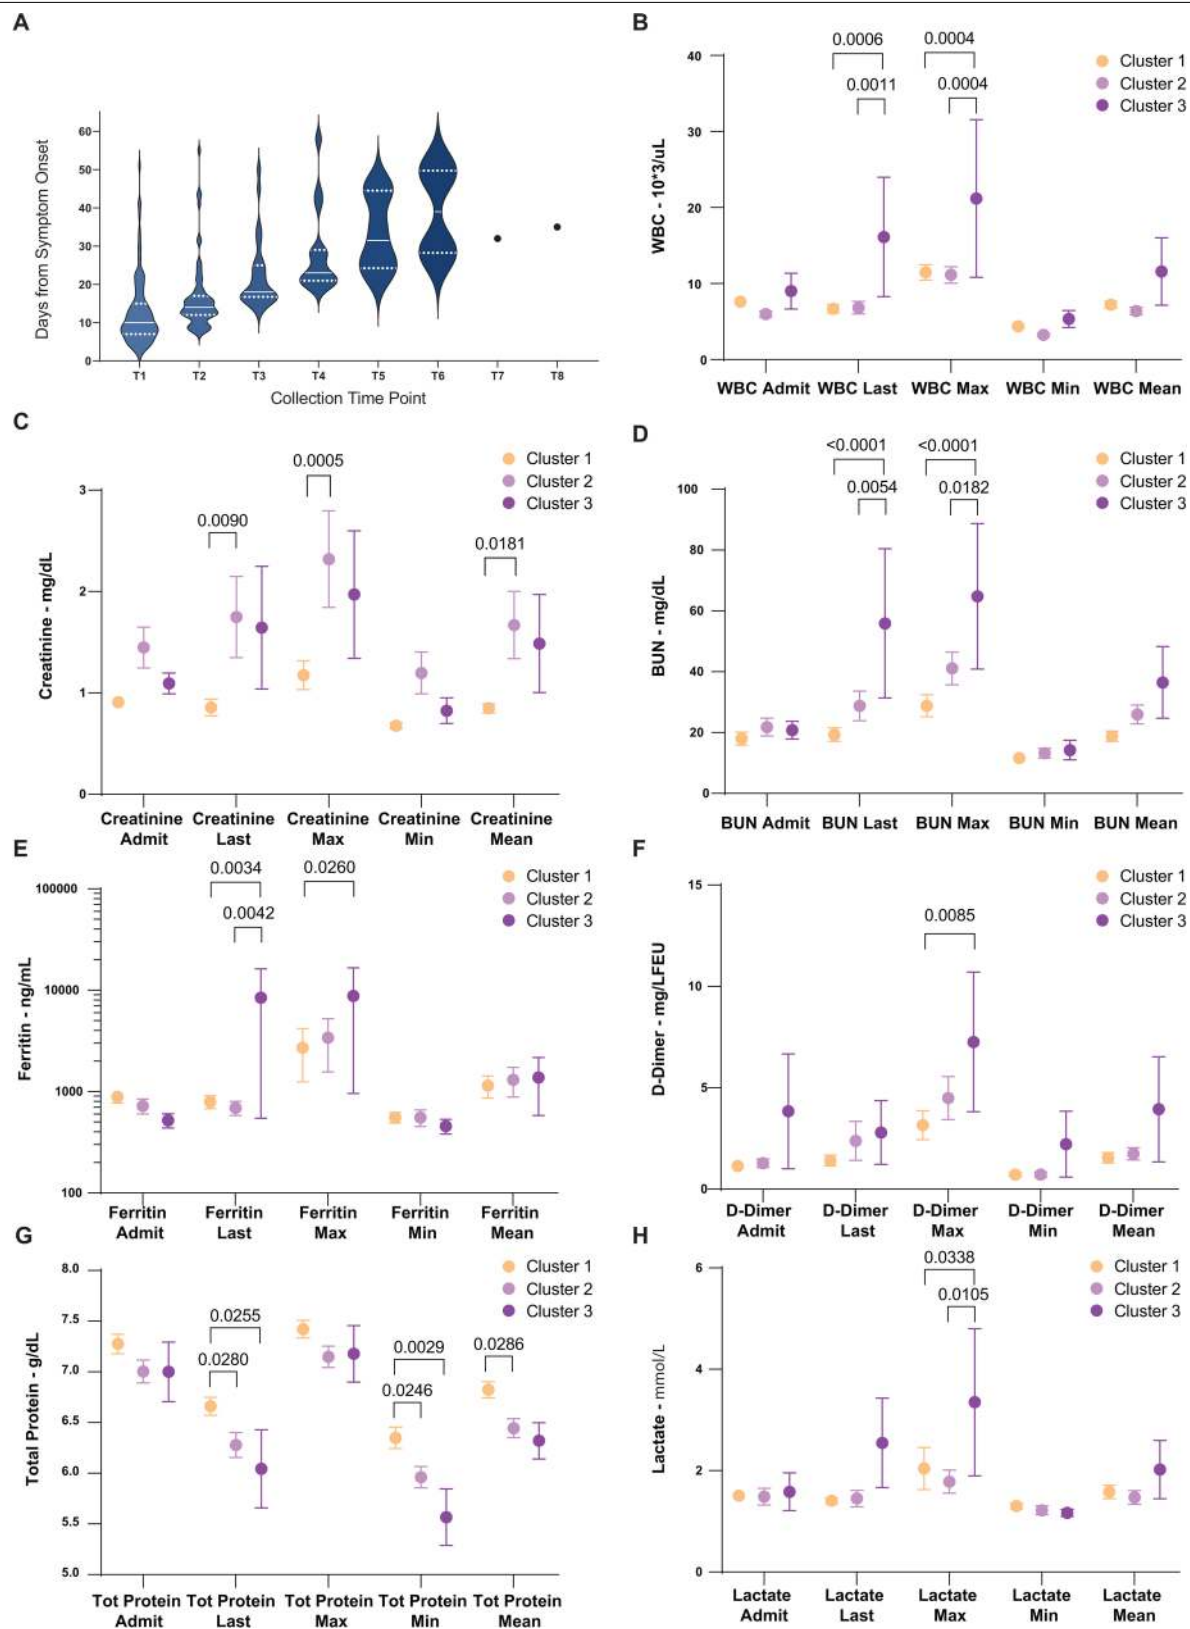 A
Days from Symptom Onset
60
50
40
30
20
10
0
T1 T2 T3 T4 T5 T6 T7 T8
Collection Time Point
B
WBC - 10*3/uL
40
30
20
10
0
0.0006
0.0011
0.0004
0.0004
Cluster 1
Cluster 2
Cluster 3
WBC Admit WBC Last WBC Max WBC Min WBC Mean
C
Creatinine - mg/dL
3
2
1
0
0.0090
0.0005
0.0181
Cluster 1
Cluster 2
Cluster 3
Creatinine Creatinine Creatinine Creatinine Creatinine
Admit Last Max Min Mean
D
BUN - mg/dL
100
80
60
40
20
0
<0.0001
0.0054
<0.0001
0.0182
Cluster 1
Cluster 2
Cluster 3
BUN Admit BUN Last BUN Max BUN Min BUN Mean
E
Ferritin - ng/mL
100000
10000
1000
100
0.0034
0.0042
0.0260
Cluster 1
Cluster 2
Cluster 3
Ferritin Ferritin Ferritin Ferritin Ferritin
Admit Last Max Min Mean
F
D-Dimer - mg/LFEU
15
10
5
0
0.0085
Cluster 1
Cluster 2
Cluster 3
D-Dimer D-Dimer D-Dimer D-Dimer D-Dimer
Admit Last Max Min Mean
G
Total Protein - g/dL
8.0
7.5
7.0
6.5
6.0
5.5
5.0
0.0255
0.0280
0.0029
0.0246
0.0286
Cluster 1
Cluster 2
Cluster 3
Tot Protein Tot Protein Tot Protein Tot Protein Tot Protein
Admit Last Max Min Mean
H
Lactate - mmol/L
6
4
2
0
0.0338
0.0105
Cluster 1
Cluster 2
Cluster 3
Lactate Lactate Lactate Lactate Lactate
Admit Last Max Min Mean